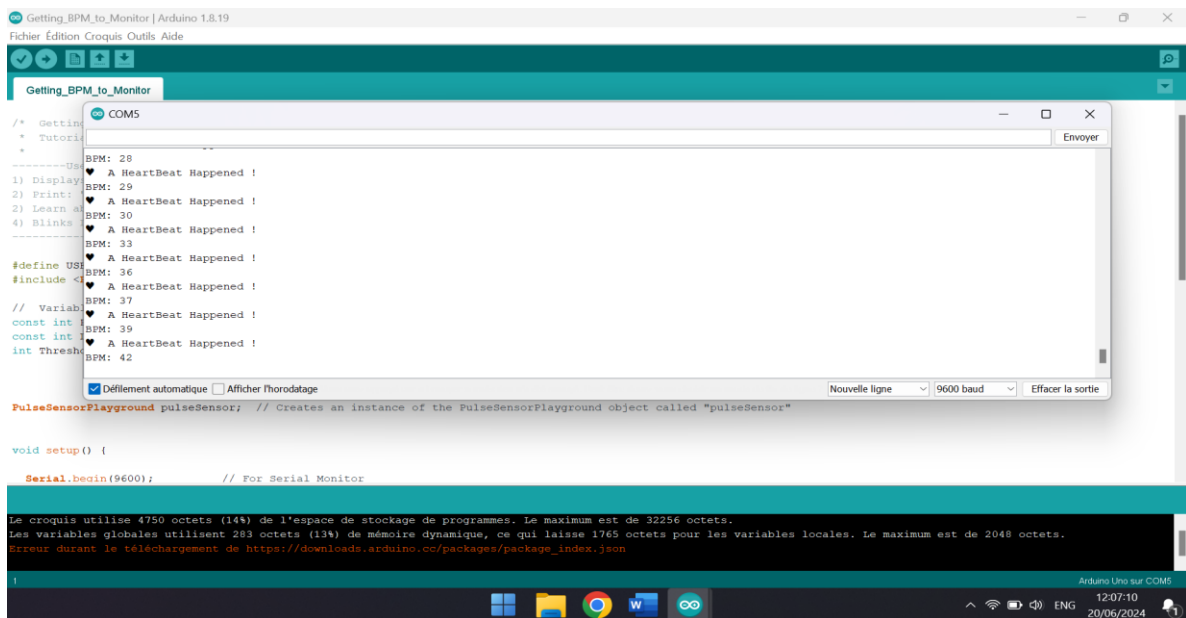 Getting_BPM_to_Monitor | Arduino 1.8.19
Fichier Édition Croquis Outils Aide
Getting_BPM_to_Monitor
/* Getting
* Tutoria
*
COM5
Envoyer
BPM: 28
♥ A HeartBeat Happened !
BPM: 29
♥ A HeartBeat Happened !
BPM: 30
♥ A HeartBeat Happened !
BPM: 33
♥ A HeartBeat Happened !
BPM: 36
♥ A HeartBeat Happened !
BPM: 37
♥ A HeartBeat Happened !
BPM: 39
♥ A HeartBeat Happened !
BPM: 42
Défilement automatique Afficher l'horodatage Nouvelle ligne 9600 baud Effacer la sortie
--------Use
1) Display
2) Print: "
2) Learn a
4) Blinks
-----------
#define USE
#include <
// Variab
const int
const int
int Thresho
PulseSensorPlayground pulseSensor; // Creates an instance of the PulseSensorPlayground object called "pulseSensor"
void setup() {
Serial.begin(9600); // For Serial Monitor
Le croquis utilise 4750 octets (14%) de l'espace de stockage de programmes. Le maximum est de 32256 octets.
Les variables globales utilisent 283 octets (13%) de mémoire dynamique, ce qui laisse 1765 octets pour les variables locales. Le maximum est de 2048 octets.
Erreur durant le téléchargement de https://downloads.arduino.cc/packages/package_index.json
1 Arduino Uno sur COM5
ENG 12:07:10
20/06/2024